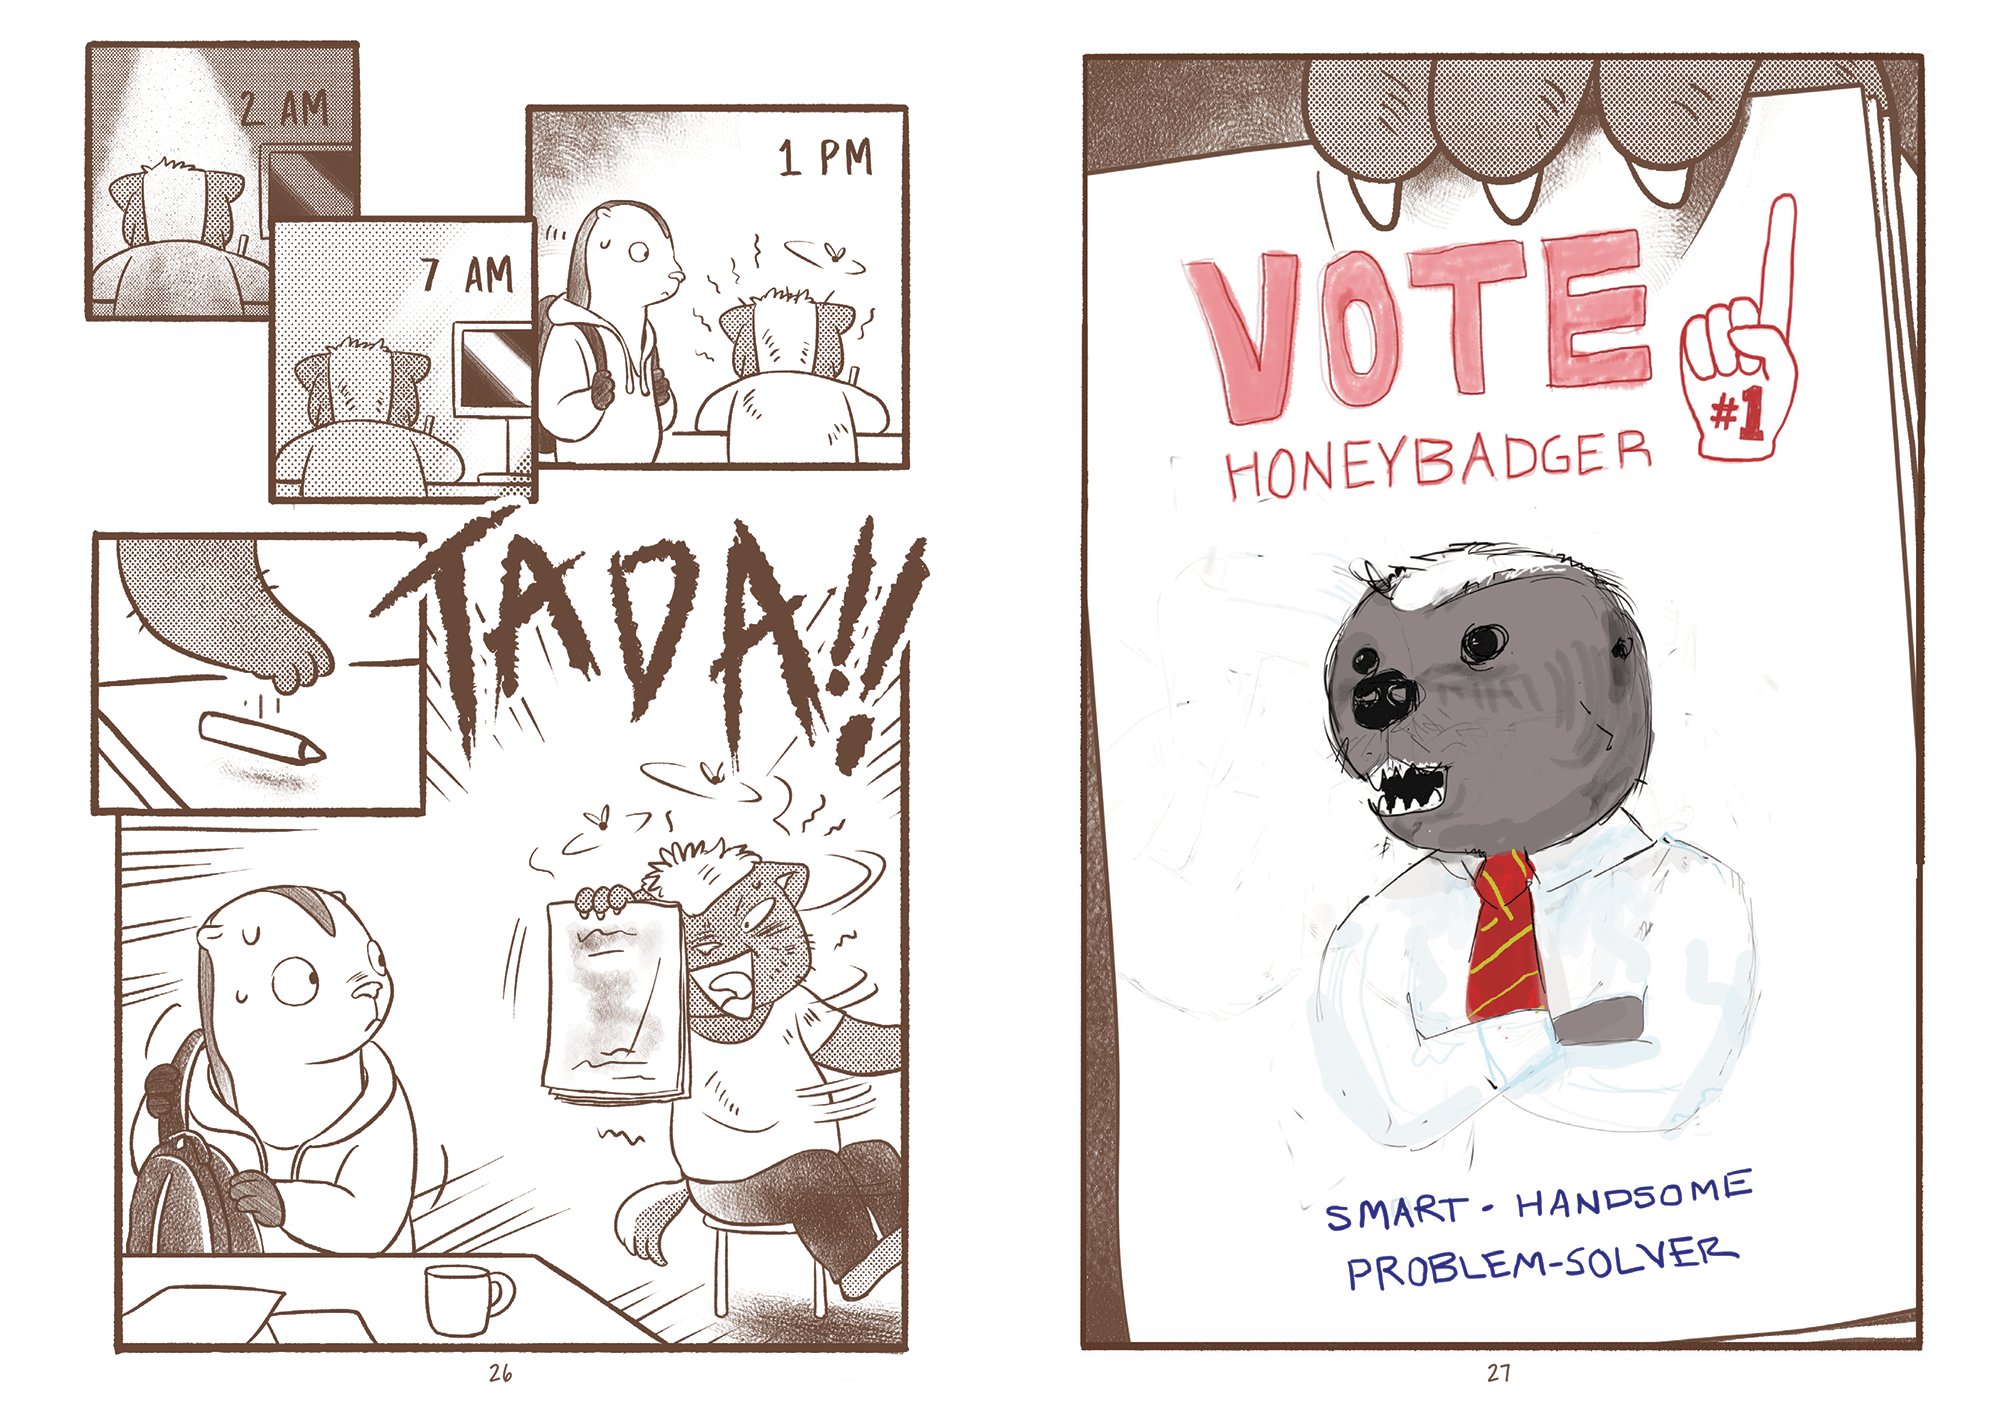 2 AM
7 AM
1 PM
TADA!!
26
VOTE
#1
HONEYBADGER
SMART - HANDSOME
PROBLEM-SOLVER
27